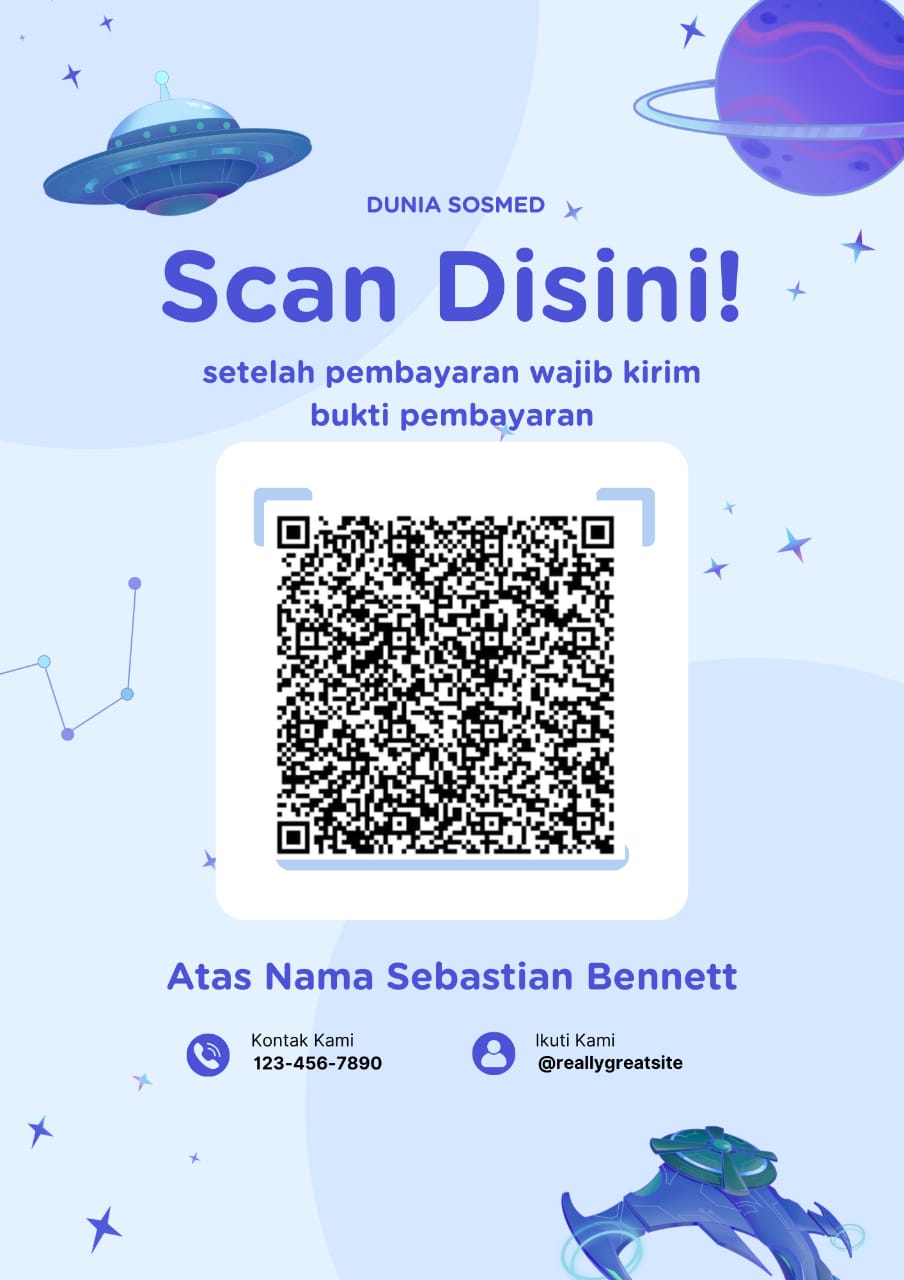 DUNIA SOSMED
Scan Disini!
setelah pembayaran wajib kirim
bukti pembayaran
Atas Nama Sebastian Bennett
Kontak Kami
123-456-7890
Ikuti Kami
@reallygreatsite